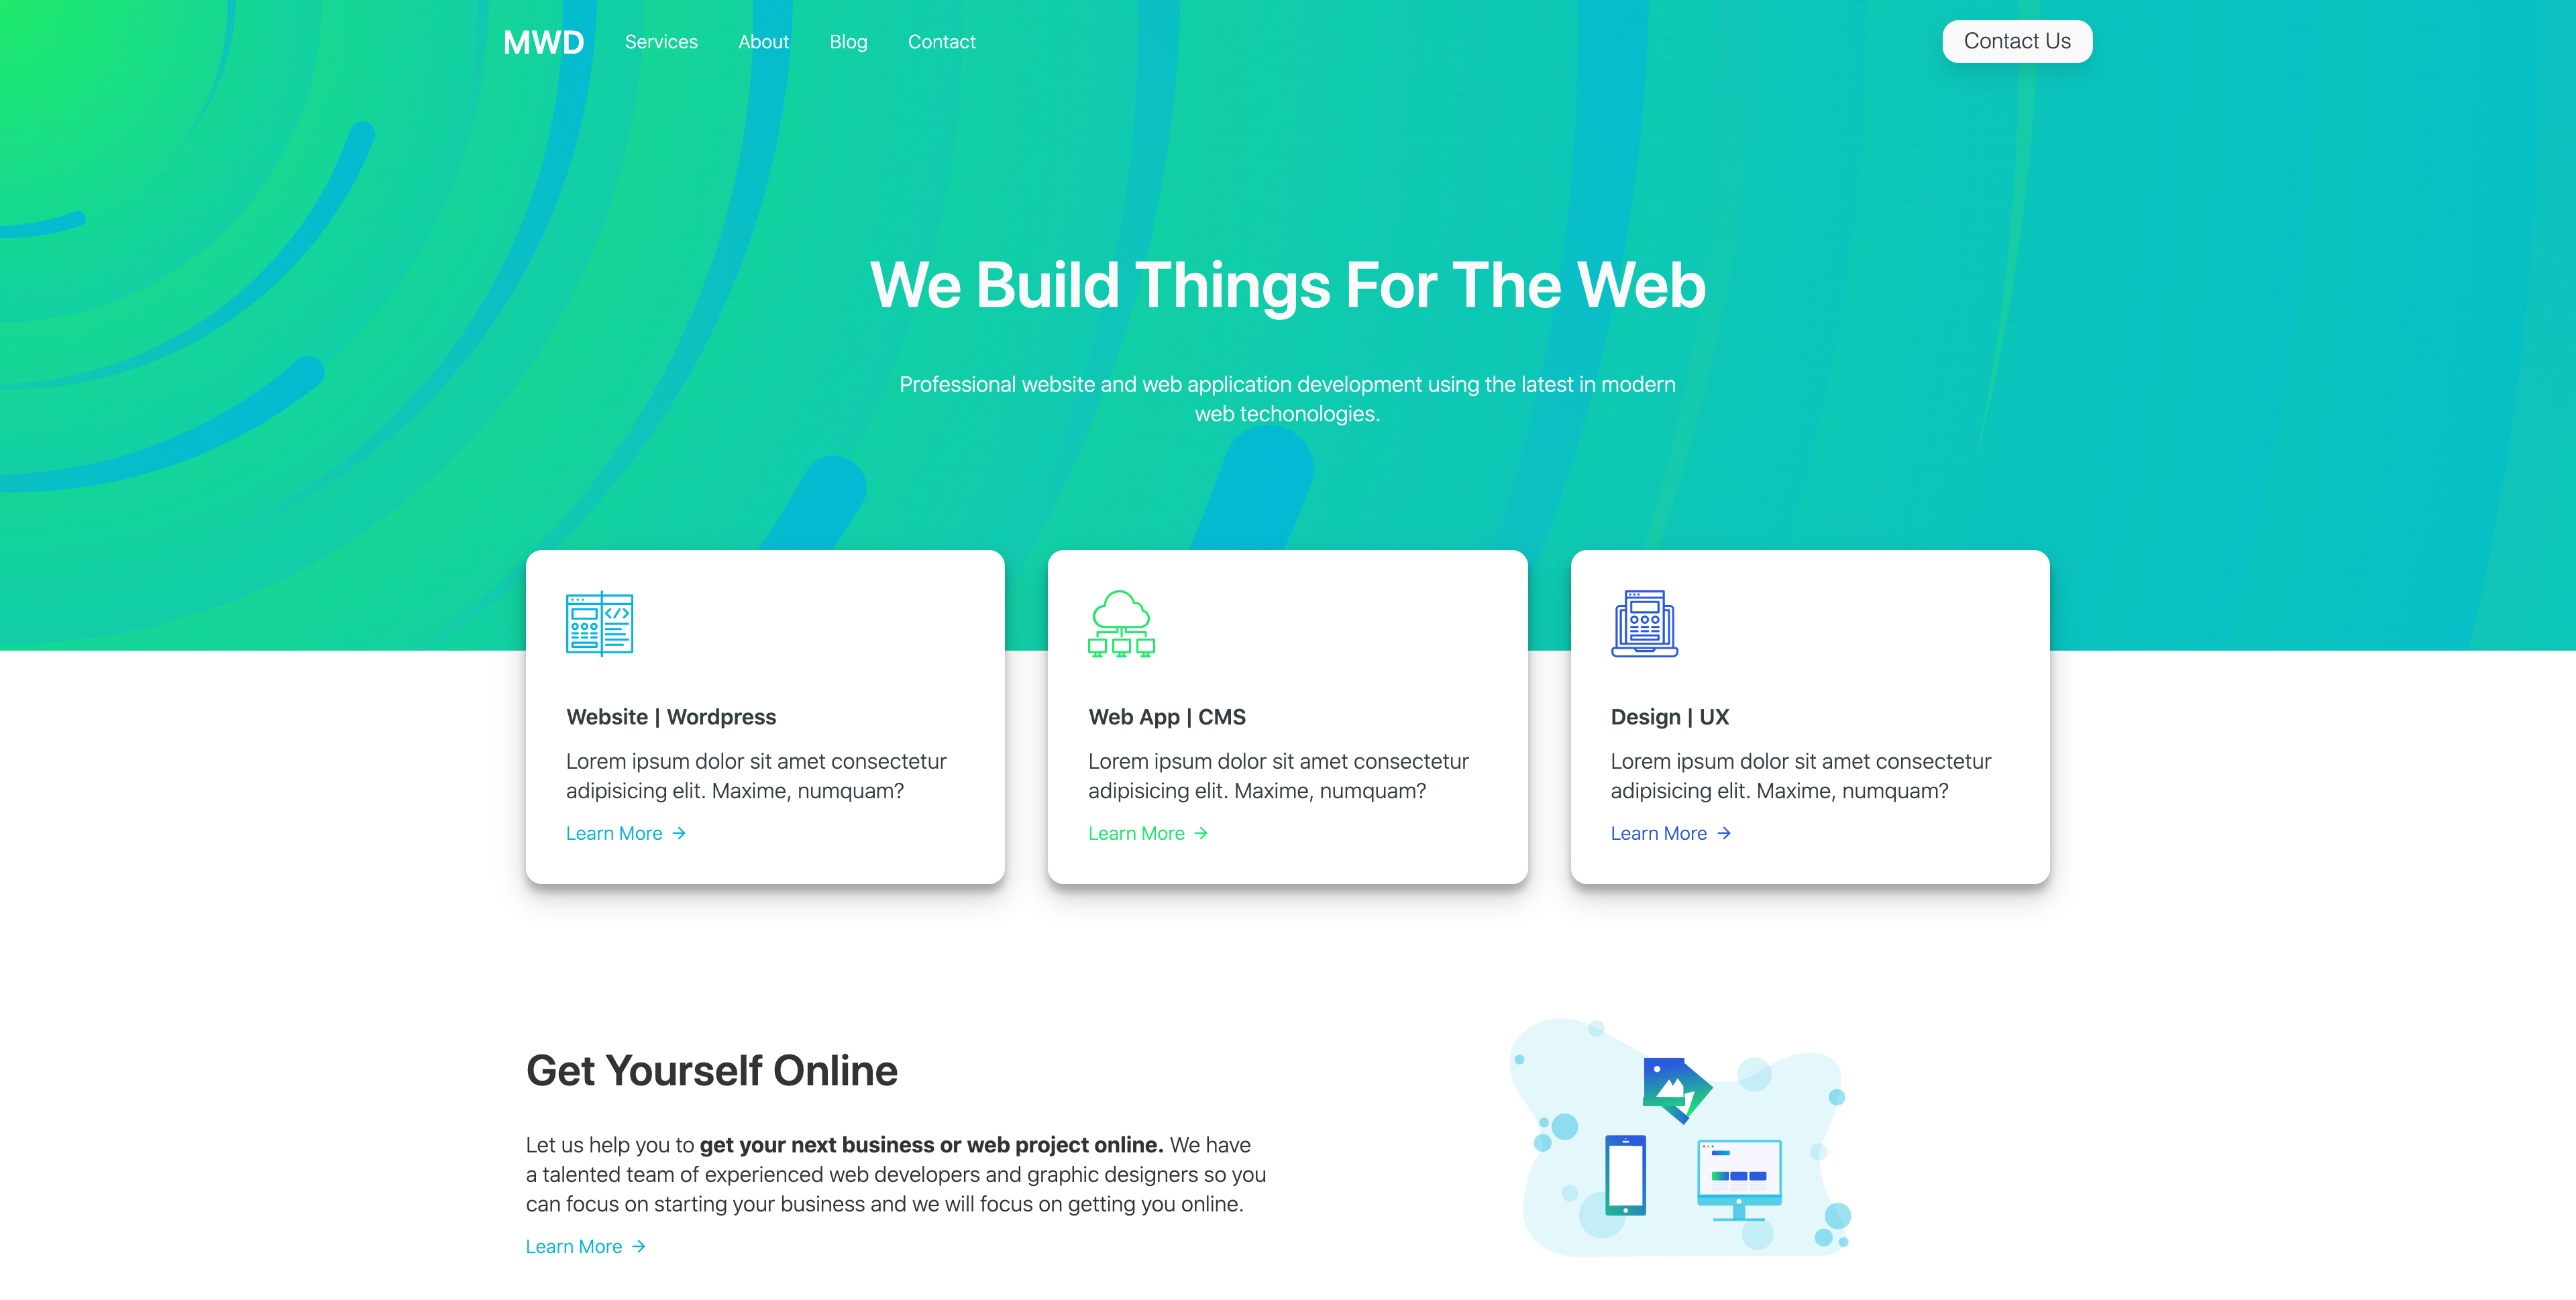 MWD Services About Blog Contact Contact Us
We Build Things For The Web
Professional website and web application development using the latest in modern
web techonologies.
Website | Wordpress
Lorem ipsum dolor sit amet consectetur
adipisicing elit. Maxime, numquam?
Learn More →
Web App | CMS
Lorem ipsum dolor sit amet consectetur
adipisicing elit. Maxime, numquam?
Learn More →
Design | UX
Lorem ipsum dolor sit amet consectetur
adipisicing elit. Maxime, numquam?
Learn More →
Get Yourself Online
Let us help you to get your next business or web project online. We have
a talented team of experienced web developers and graphic designers so you
can focus on starting your business and we will focus on getting you online.
Learn More →